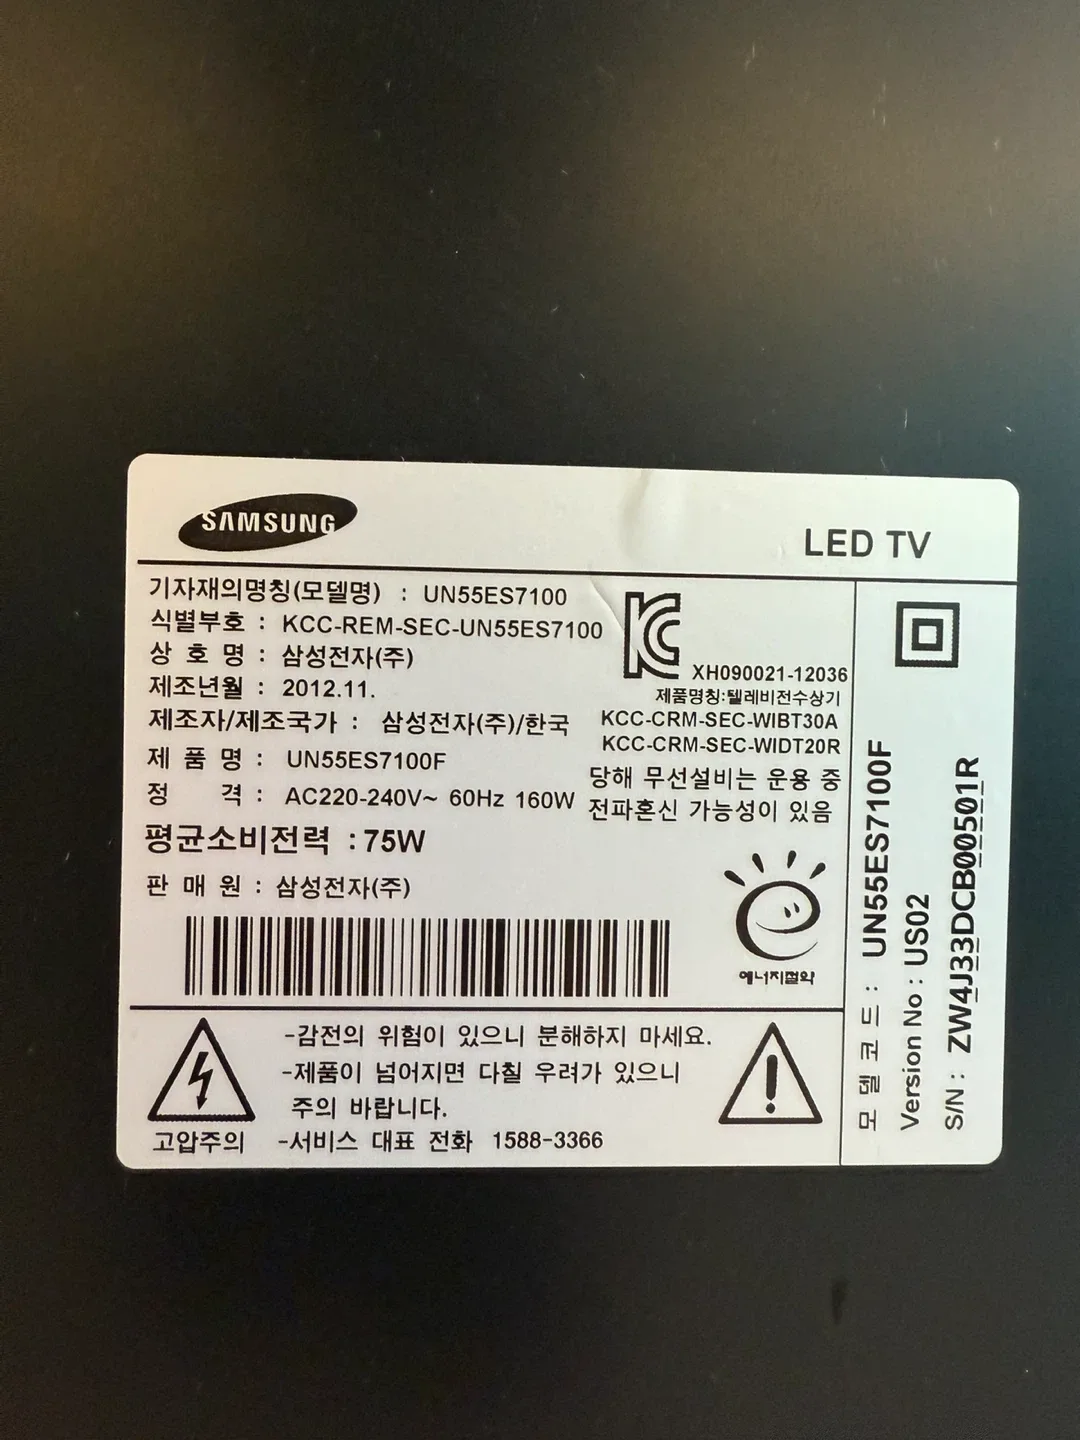 SAMSUNG
LED TV
기자재의명칭(모델명) : UN55ES7100
식별부호 : KCC-REM-SEC-UN55ES7100
상 호 명 : 삼성전자(주)
제조년월 : 2012.11.
제조자/제조국가 : 삼성전자(주)/한국
제 품 명 : UN55ES7100F
정 격 : AC220-240V~ 60Hz 160W
평균소비전력 : 75W
판 매 원 : 삼성전자(주)
XH090021-12036
제품명칭:텔레비전수상기
KCC-CRM-SEC-WIBT30A
KCC-CRM-SEC-WIDT20R
당해 무선설비는 운용 중
전파혼신 가능성이 있음
에너지절약
-감전의 위험이 있으니 분해하지 마세요.
-제품이 넘어지면 다칠 우려가 있으니
주의 바랍니다.
고압주의 -서비스 대표 전화 1588-3366
모델코드 : UN55ES7100F
Version No : US02
S/N : ZW4J33DCB00501R